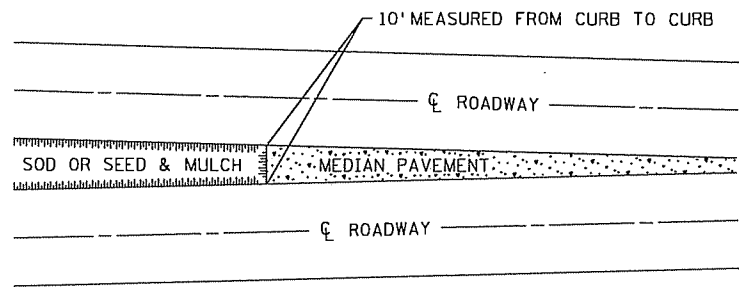 10' MEASURED FROM CURB TO CURB
℄ ROADWAY
SOD OR SEED & MULCH
MEDIAN PAVEMENT
℄ ROADWAY